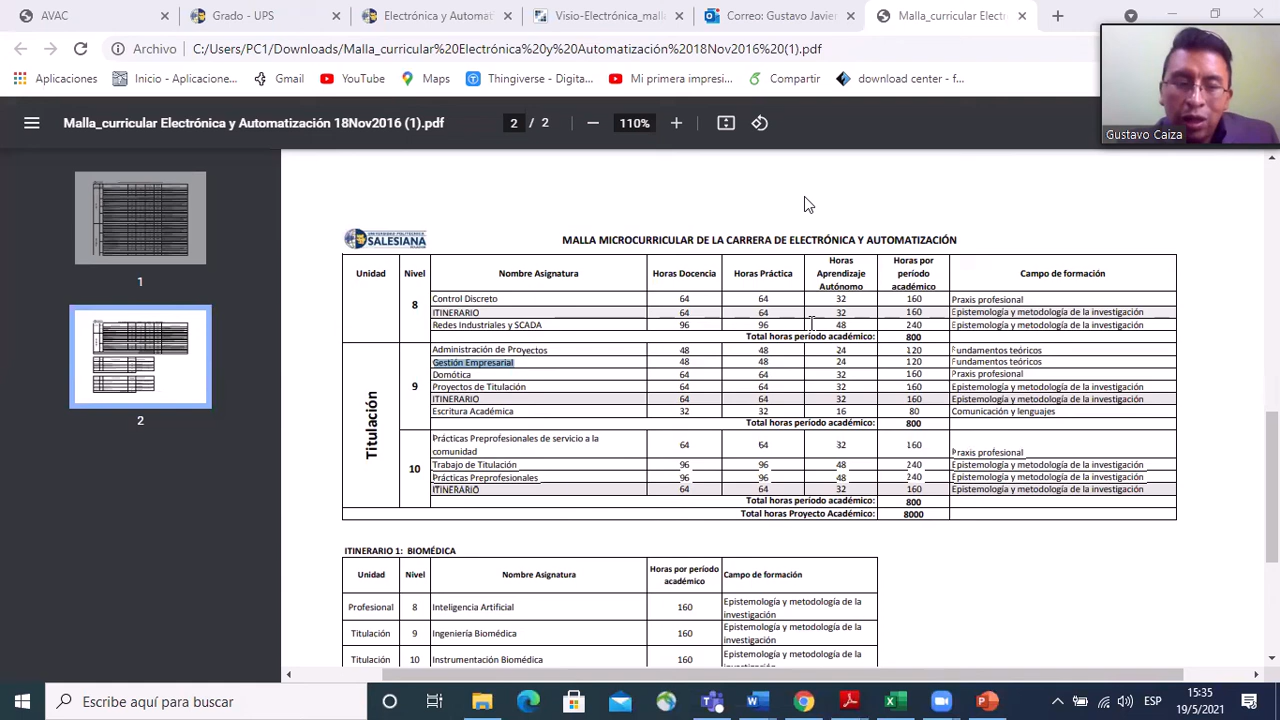 AVAC
Grado - UPS
Electrónica y Automat
Visio-Electrónica_mall
Correo: Gustavo Javier
Malla_curricular Electr
Archivo
C:/Users/PC1/Downloads/Malla_curricular%20Electrónica%20y%20Automatización%2018Nov2016%20(1).pdf
Aplicaciones
Inicio - Aplicacione...
Gmail
YouTube
Maps
Thingiverse - Digita...
Mi primera impres...
Compartir
download center - f...
Gustavo Caiza
Malla_curricular Electrónica y Automatización 18Nov2016 (1).pdf
2 / 2
110%
1
2
UNIVERSIDAD POLITÉCNICA
SALESIANA
ECUADOR
MALLA MICROCURRICULAR DE LA CARRERA DE ELECTRÓNICA Y AUTOMATIZACIÓN
Unidad Nivel Nombre Asignatura Horas Docencia Horas Práctica Horas Aprendizaje Autónomo Horas por período académico Campo de formación
8
Control Discreto 64 64 32 160 Praxis profesional
ITINERARIO 64 64 32 160 Epistemología y metodología de la investigación
Redes Industriales y SCADA 96 96 48 240 Epistemología y metodología de la investigación
Total horas período académico: 800
Titulación
9
Administración de Proyectos 48 48 24 120 Fundamentos teóricos
Gestión Empresarial 48 48 24 120 Fundamentos teóricos
Domótica 64 64 32 160 Praxis profesional
Proyectos de Titulación 64 64 32 160 Epistemología y metodología de la investigación
ITINERARIO 64 64 32 160 Epistemología y metodología de la investigación
Escritura Académica 32 32 16 80 Comunicación y lenguajes
Total horas período académico: 800
10
Prácticas Preprofesionales de servicio a la
comunidad 64 64 32 160 Praxis profesional
Trabajo de Titulación 96 96 48 240 Epistemología y metodología de la investigación
Prácticas Preprofesionales 96 96 48 240 Epistemología y metodología de la investigación
ITINERARIO 64 64 32 160 Epistemología y metodología de la investigación
Total horas período académico: 800
Total horas Proyecto Académico: 8000
ITINERARIO 1: BIOMÉDICA
Unidad Nivel Nombre Asignatura Horas por período académico Campo de formación
Profesional 8 Inteligencia Artificial 160 Epistemología y metodología de la
investigación
Titulación 9 Ingeniería Biomédica 160 Epistemología y metodología de la
investigación
Titulación 10 Instrumentación Biomédica 160 Epistemología y metodología de la
investigación
Escribe aquí para buscar
ESP
15:35
19/5/2021